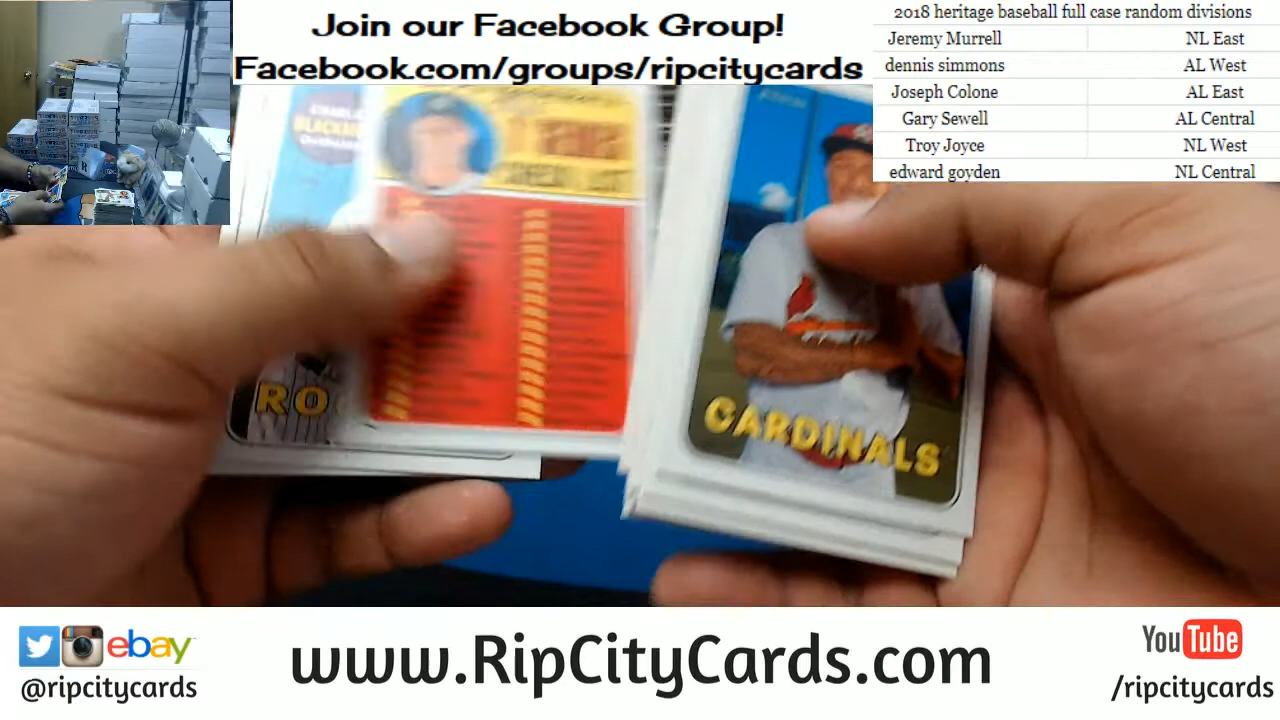 Join our Facebook Group!
Facebook.com/groups/ripcitycards
2018 heritage baseball full case random divisions
Jeremy Murrell NL East
dennis simmons AL West
Joseph Colone AL East
Gary Sewell AL Central
Troy Joyce NL West
edward goyden NL Central
RO
CARDINALS
ebay
@ripcitycards
www.RipCityCards.com
YouTube
/ripcitycards